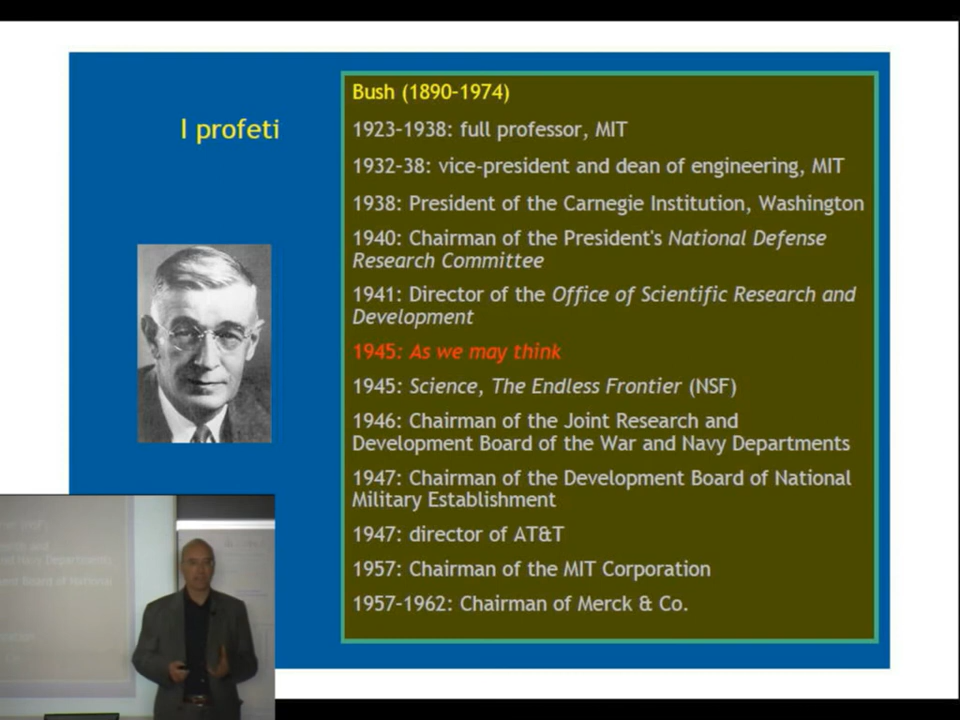 I profeti
Bush (1890-1974)
1923-1938: full professor, MIT
1932-38: vice-president and dean of engineering, MIT
1938: President of the Carnegie Institution, Washington
1940: Chairman of the President's National Defense
Research Committee
1941: Director of the Office of Scientific Research and
Development
1945: As we may think
1945: Science, The Endless Frontier (NSF)
1946: Chairman of the Joint Research and
Development Board of the War and Navy Departments
1947: Chairman of the Development Board of National
Military Establishment
1947: director of AT&T
1957: Chairman of the MIT Corporation
1957-1962: Chairman of Merck & Co.